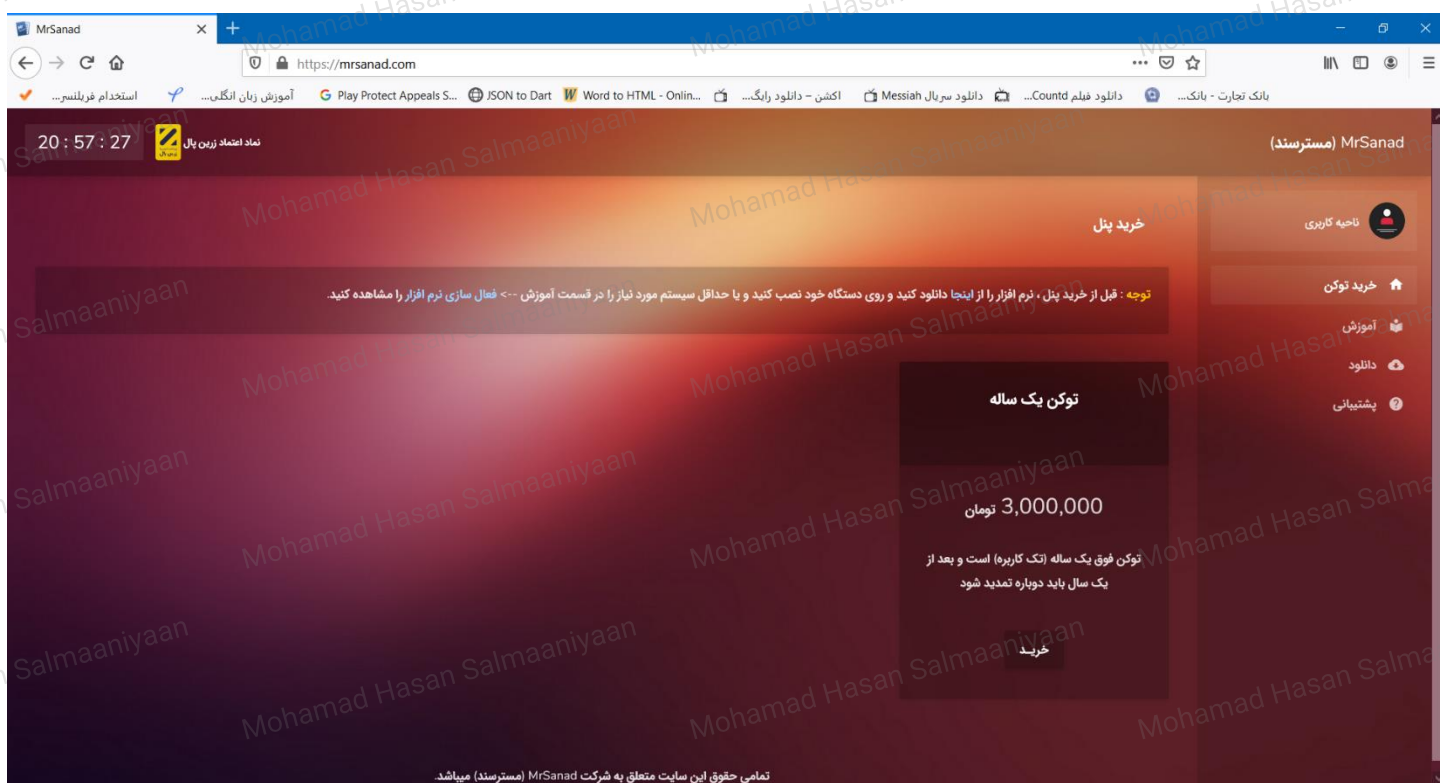 MrSanad
https://mrsanad.com
استخدام فریلنسر...
آموزش زبان انگلی...
Play Protect Appeals S...
JSON to Dart
Word to HTML - Onlin...
اکشن – دانلود رایگ...
دانلود سریال Messiah
دانلود فیلم Countd...
بانک تجارت - بانک...
MrSanad (مسترسند)
نماد اعتماد زرین پال
20 : 57 : 27
ناحیه کاربری
خرید توکن
آموزش
دانلود
پشتیبانی
خرید پنل
توجه : قبل از خرید پنل ، نرم افزار را از اینجا دانلود کنید و روی دستگاه خود نصب کنید و یا حداقل سیستم مورد نیاز را در قسمت آموزش --> فعال سازی نرم افزار را مشاهده کنید.
توکن یک ساله
3,000,000 تومان
توکن فوق یک ساله (تک کاربره) است و بعد از
یک سال باید دوباره تمدید شود
خریـد
تمامی حقوق این سایت متعلق به شرکت MrSanad (مسترسند) میباشد.
Mohamad Hasan Salmaaniyaan